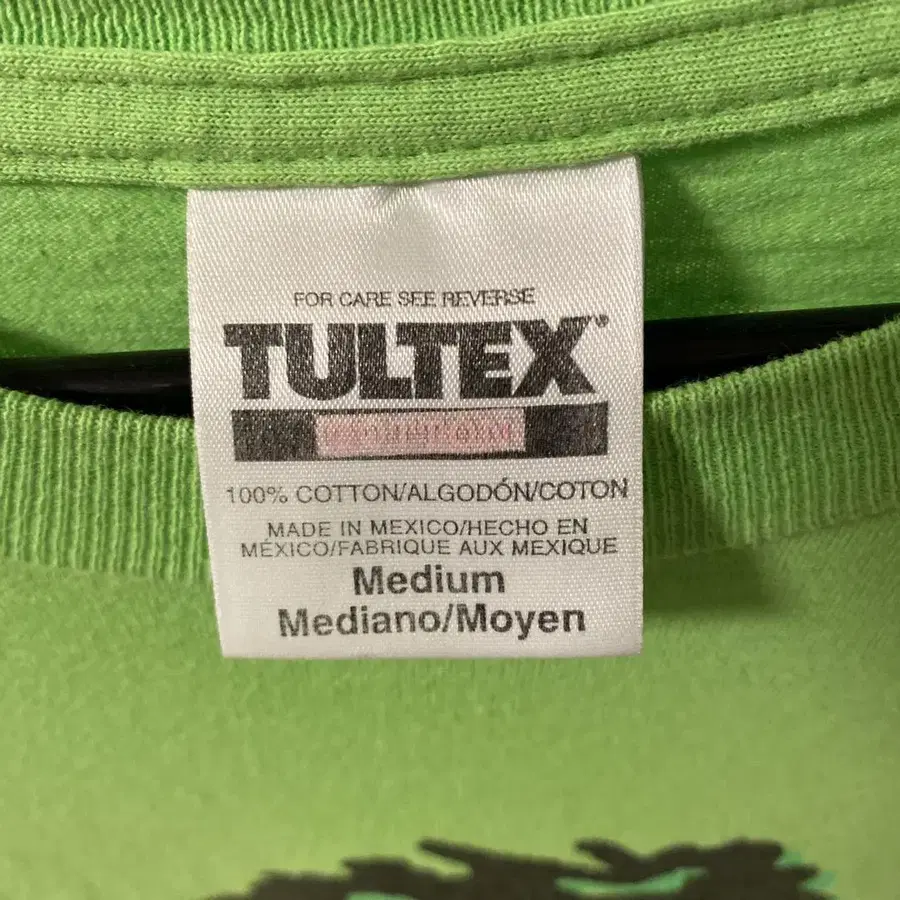 FOR CARE SEE REVERSE
TULTEX®
100% COTTON/ALGODÓN/COTON
MADE IN MEXICO/HECHO EN
MÉXICO/FABRIQUE AUX MEXIQUE
Medium
Mediano/Moyen